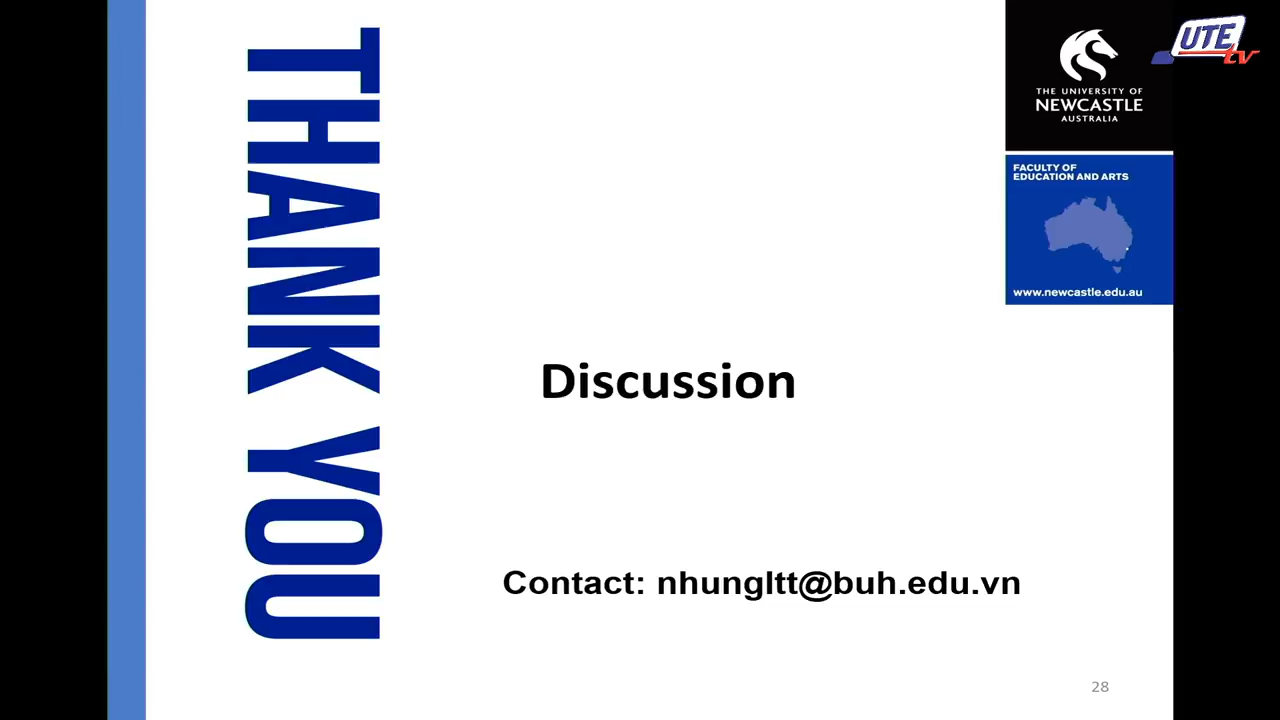 THANK YOU
UTE
tv
THE UNIVERSITY OF
NEWCASTLE
AUSTRALIA
FACULTY OF
EDUCATION AND ARTS
www.newcastle.edu.au
Discussion
Contact: nhungltt@buh.edu.vn
28